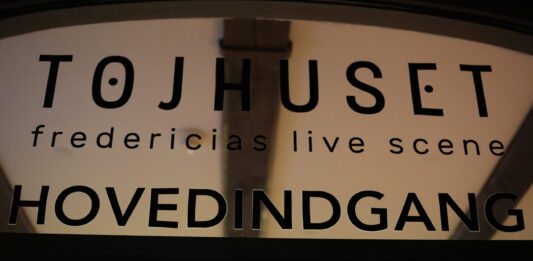 TØJHUSET
fredericias live scene
HOVEDINDGANG